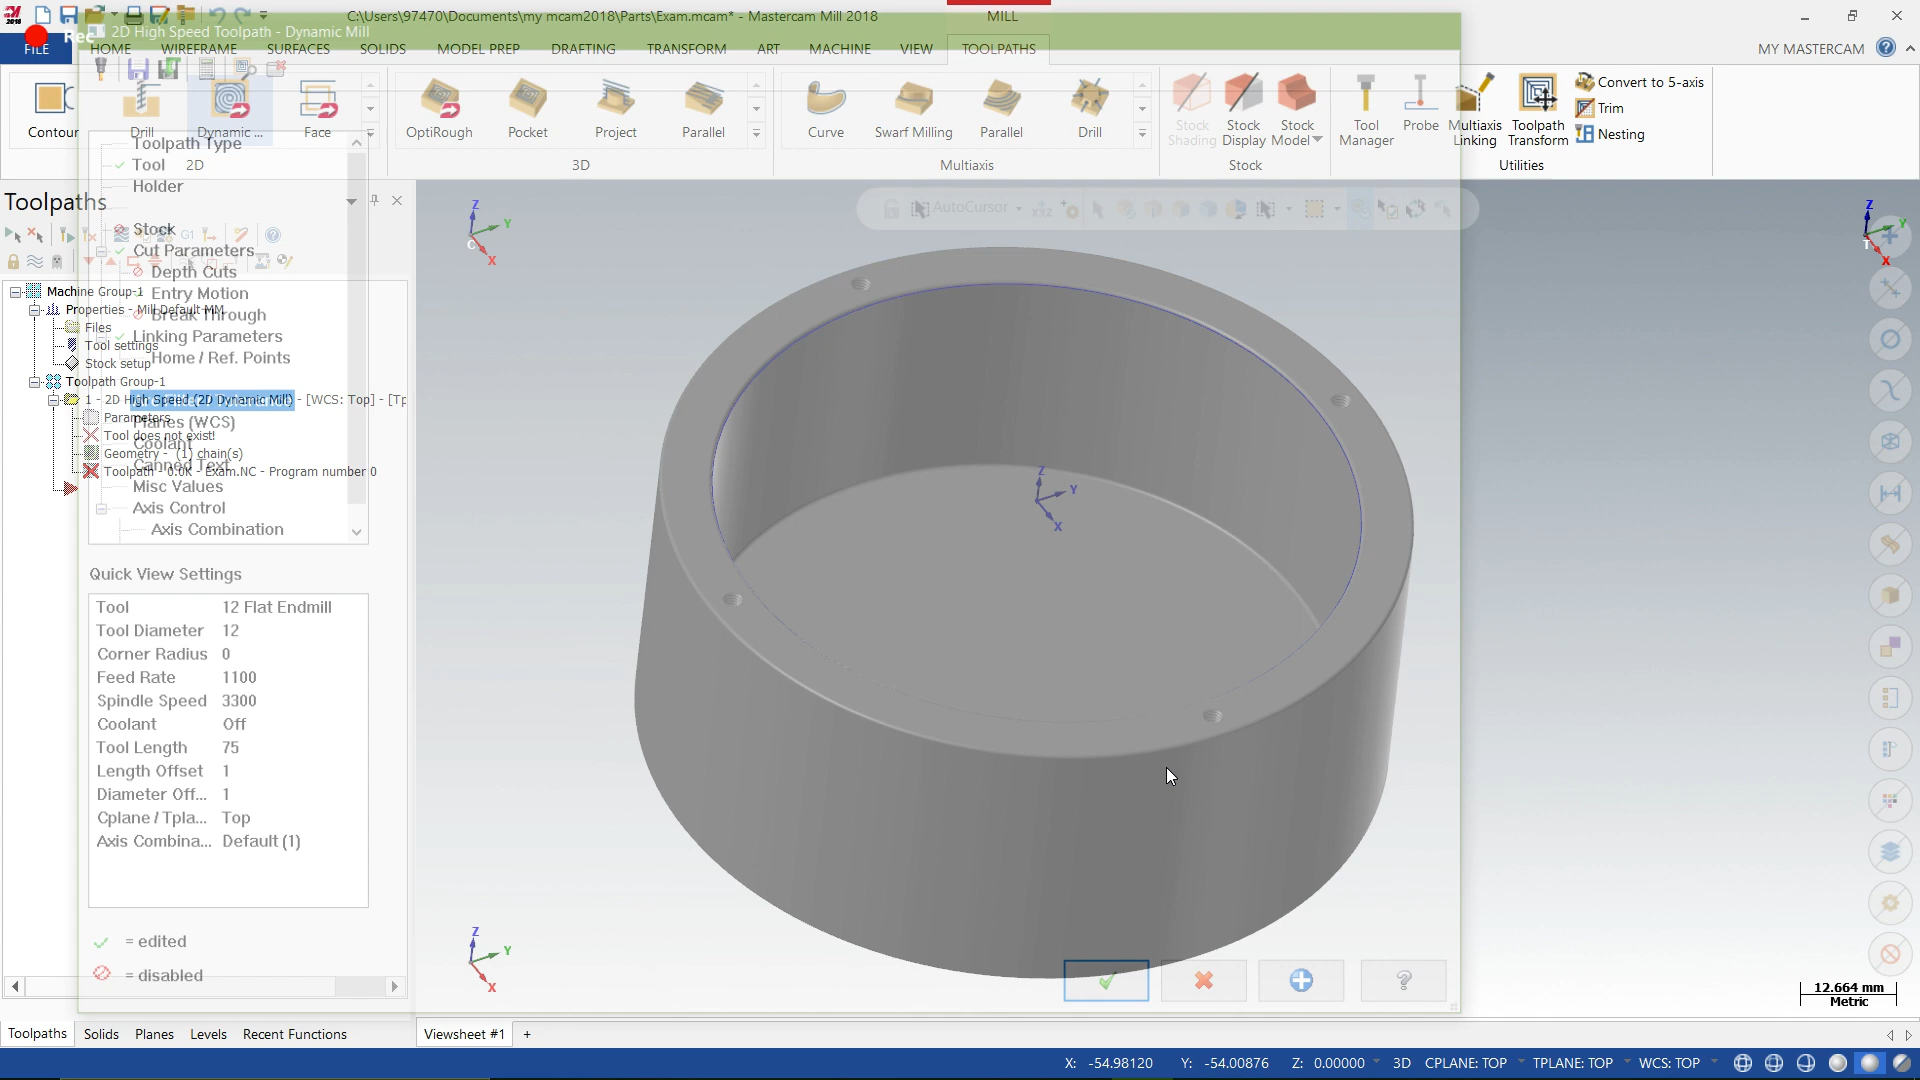 C:\Users\97470\Documents\my mcam2018\Parts\Exam.mcam* - Mastercam Mill 2018
MILL
2D High Speed Toolpath - Dynamic Mill
Rec
FILE
HOME
WIREFRAME
SURFACES
SOLIDS
MODEL PREP
DRAFTING
TRANSFORM
ART
MACHINE
VIEW
TOOLPATHS
MY MASTERCAM
Contour
Drill
Dynamic ...
Face
OptiRough
Pocket
Project
Parallel
Curve
Swarf Milling
Parallel
Drill
Stock Shading
Stock Display
Stock Model
Tool Manager
Probe
Multiaxis Linking
Toolpath Transform
Convert to 5-axis
Trim
Nesting
2D
3D
Multiaxis
Stock
Utilities
Toolpaths
AutoCursor
Toolpath Type
Tool
Holder
Stock
Cut Parameters
Depth Cuts
Entry Motion
Break Through
Linking Parameters
Home / Ref. Points
Planes (WCS)
Coolant
Canned Text
Misc Values
Axis Control
Axis Combination
Machine Group-1
Properties - Mill Default MM
Files
Tool settings
Stock setup
Toolpath Group-1
1 - 2D High Speed (2D Dynamic Mill) - [WCS: Top] - [Tp
Parameters
Tool does not exist!
Geometry - (1) chain(s)
Toolpath - 0.0K - Exam.NC - Program number 0
Quick View Settings
Tool 12 Flat Endmill
Tool Diameter 12
Corner Radius 0
Feed Rate 1100
Spindle Speed 3300
Coolant Off
Tool Length 75
Length Offset 1
Diameter Off... 1
Cplane / Tpla... Top
Axis Combina... Default (1)
= edited
= disabled
Z
Y
X
C
Z
Y
X
T
Z
Y
X
Z
Y
X
12.664 mm
Metric
Toolpaths
Solids
Planes
Levels
Recent Functions
Viewsheet #1
+
X: -54.98120
Y: -54.00876
Z: 0.00000
3D
CPLANE: TOP
TPLANE: TOP
WCS: TOP